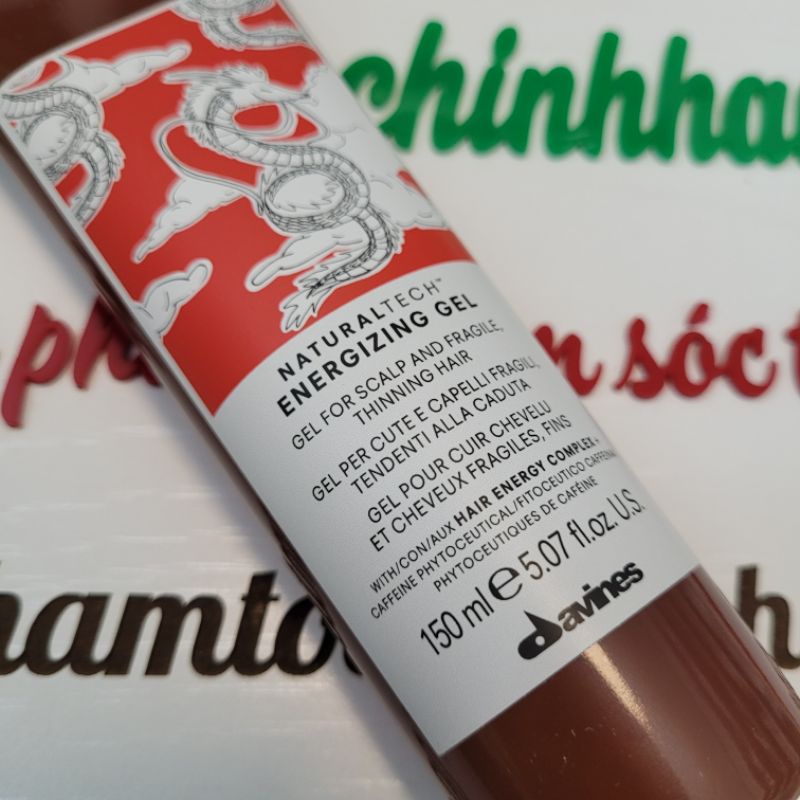 chinhha
sóc t
NATURALTECH™
ENERGIZING GEL
GEL FOR SCALP AND FRAGILE,
THINNING HAIR
GEL PER CUTE E CAPELLI FRAGILI,
TENDENTI ALLA CADUTA
GEL POUR CUIR CHEVELU
ET CHEVEUX FRAGILES, FINS
WITH/CON/AUX HAIR ENERGY COMPLEX +
CAFFEINE PHYTOCEUTICAL/FITOCEUTICO CAFFEINA
PHYTOCEUTIQUES DE CAFÉINE
150 ml e 5.07 fl.oz. U.S.
davines
hamto